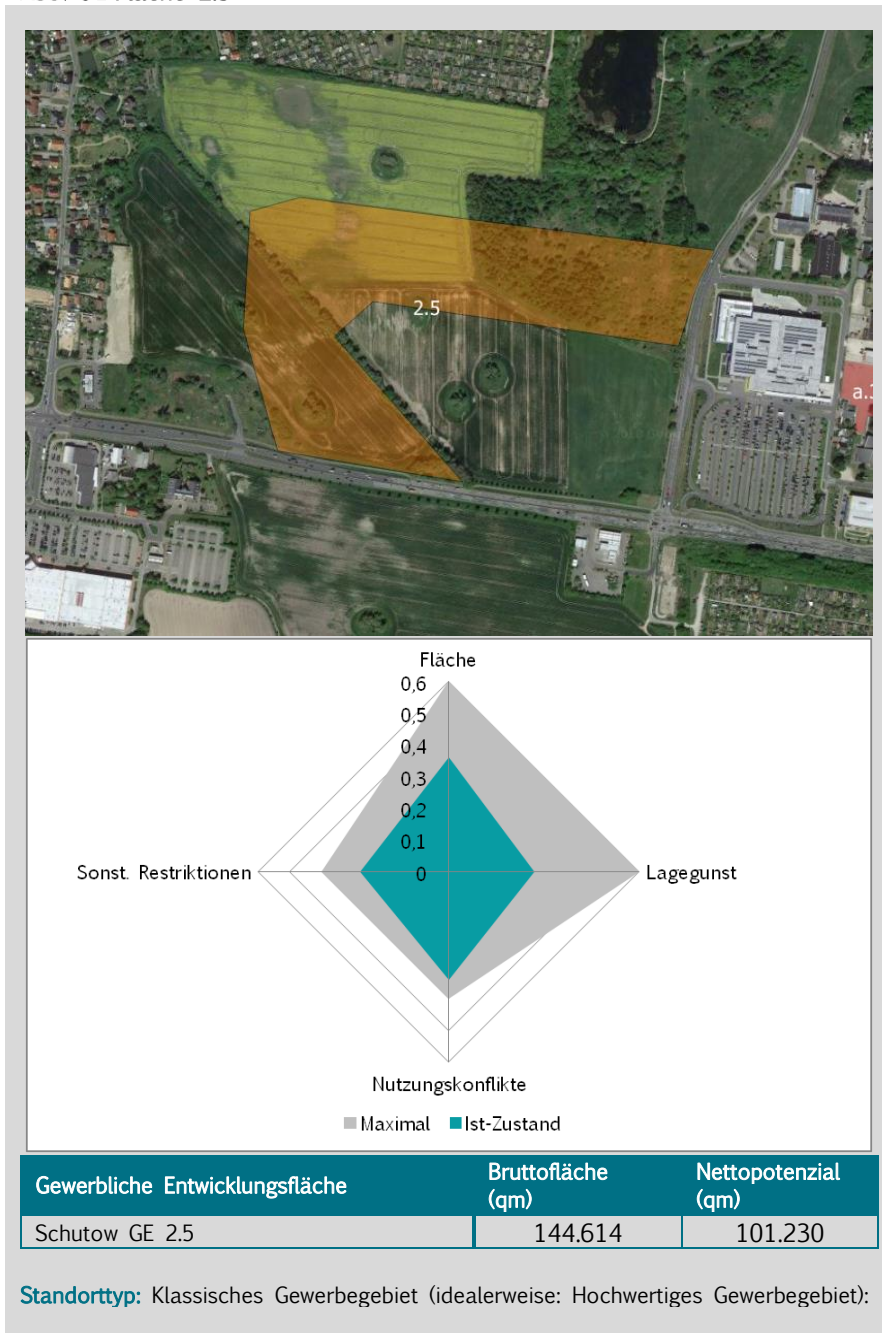 2.5
a.
Fläche
0,6
0,5
0,4
0,3
0,2
0,1
0
Sonst. Restriktionen
Lagegunst
Nutzungskonflikte
Maximal Ist-Zustand
Gewerbliche Entwicklungsfläche Bruttofläche (qm) Nettopotenzial (qm)
Schutow GE 2.5 144.614 101.230
Standorttyp: Klassisches Gewerbegebiet (idealerweise: Hochwertiges Gewerbegebiet):